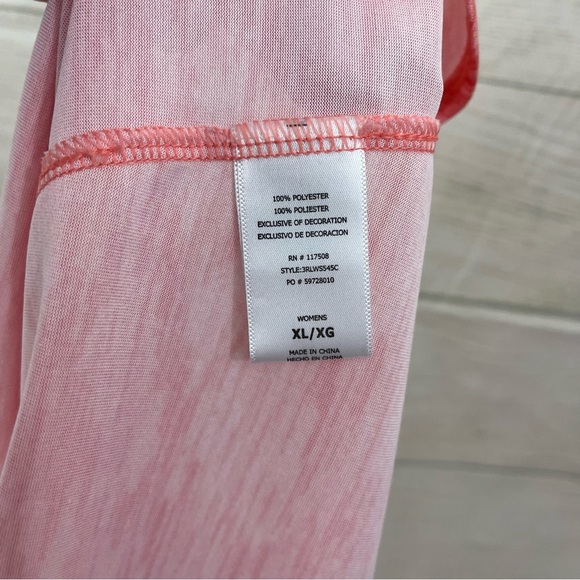 100% POLYESTER
100% POLIESTER
EXCLUSIVE OF DECORATION
EXCLUSIVO DE DECORACION
RN # 117508
STYLE:3RLWS545C
PO # 59728010
WOMENS
XL/XG
MADE IN CHINA
HECHO EN CHINA